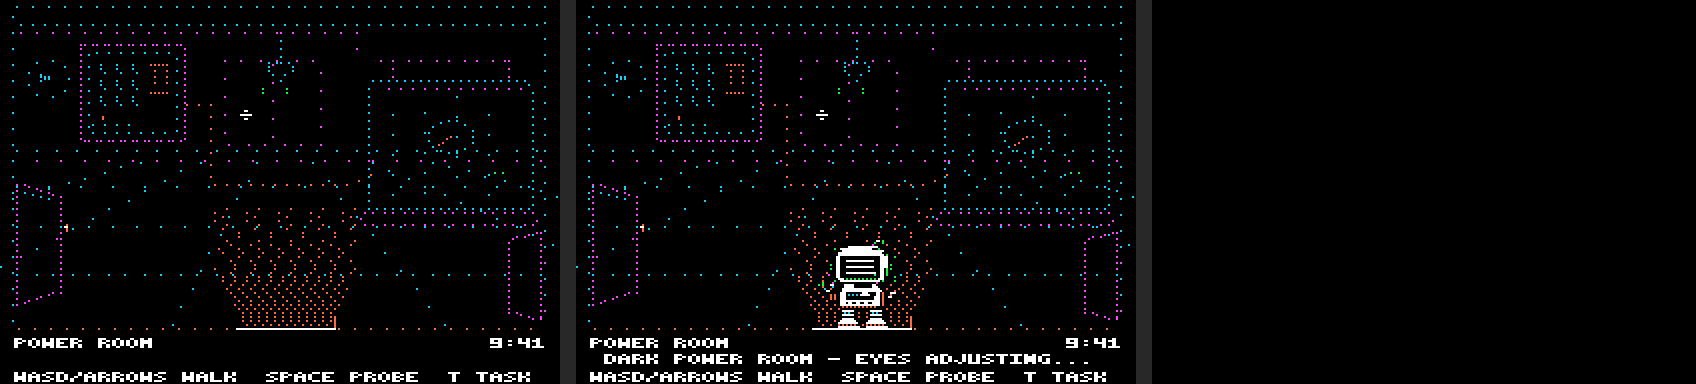 POWER ROOM 9:41
WASD/ARROWS WALK SPACE PROBE T TASK
POWER ROOM 9:41
DARK POWER ROOM - EYES ADJUSTING...
WASD/ARROWS WALK SPACE PROBE T TASK